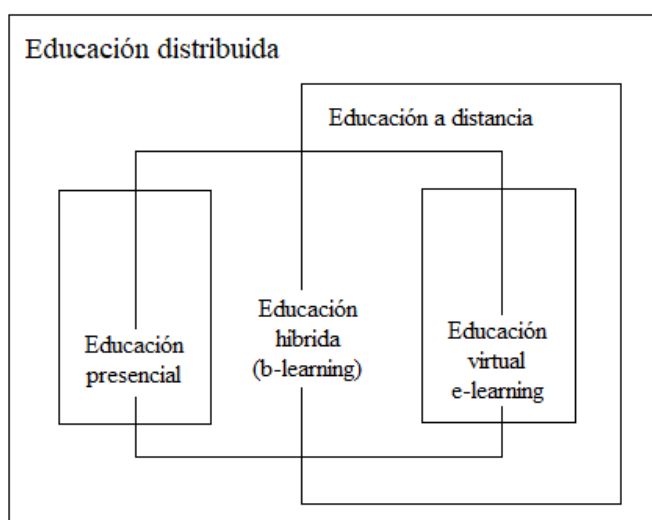 Educación distribuida
Educación a distancia
Educación
presencial
Educación
híbrida
(b-learning)
Educación
virtual
e-learning